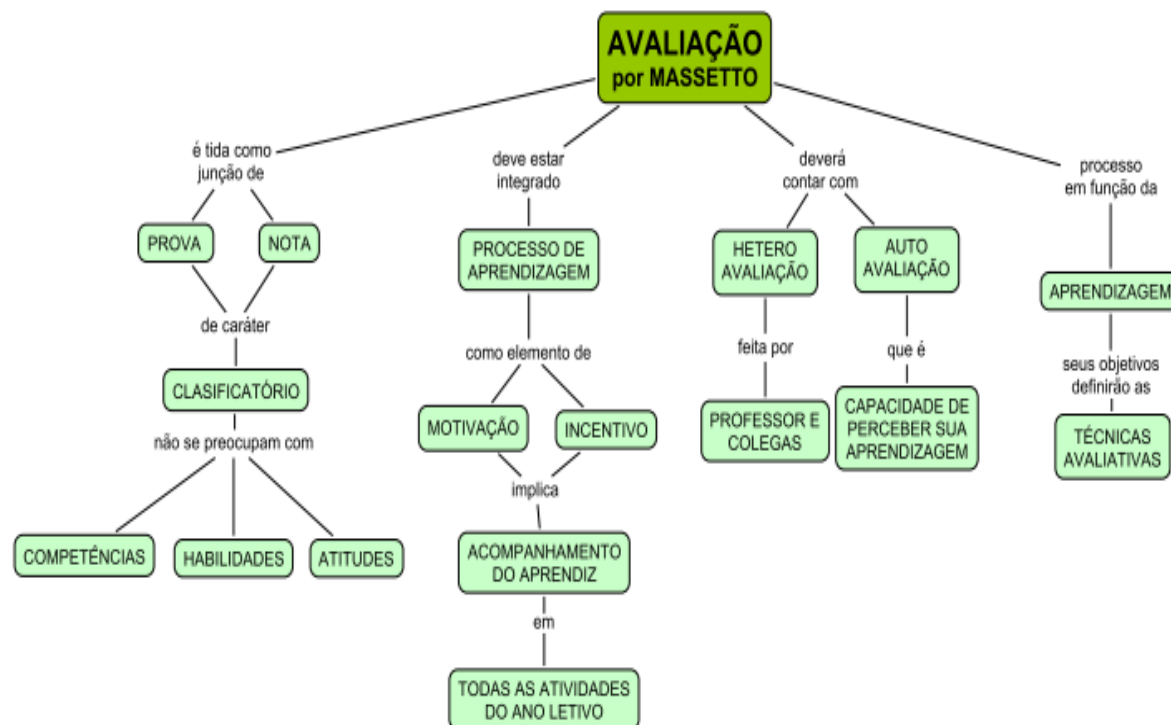 AVALIAÇÃO
por MASSETTO
é tida como
junção de
PROVA
NOTA
de caráter
CLASIFICATÓRIO
não se preocupam com
COMPETÊNCIAS
HABILIDADES
ATITUDES
deve estar
integrado
PROCESSO DE
APRENDIZAGEM
como elemento de
MOTIVAÇÃO
INCENTIVO
implica
ACOMPANHAMENTO
DO APRENDIZ
em
TODAS AS ATIVIDADES
DO ANO LETIVO
deverá
contar com
HETERO
AVALIAÇÃO
feita por
PROFESSOR E
COLEGAS
AUTO
AVALIAÇÃO
que é
CAPACIDADE DE
PERCEBER SUA
APRENDIZAGEM
processo
em função da
APRENDIZAGEM
seus objetivos
definirão as
TÉCNICAS
AVALIATIVAS